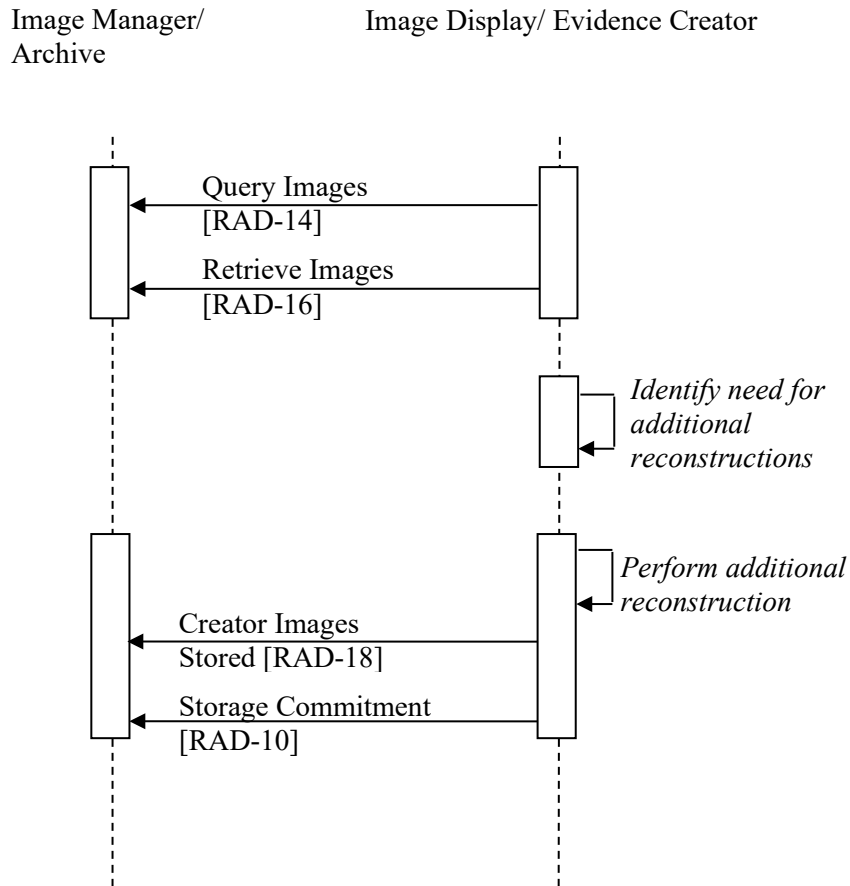 Image Manager/
Archive
Image Display/ Evidence Creator
Query Images
[RAD-14]
Retrieve Images
[RAD-16]
Identify need for
additional
reconstructions
Perform additional
reconstruction
Creator Images
Stored [RAD-18]
Storage Commitment
[RAD-10]